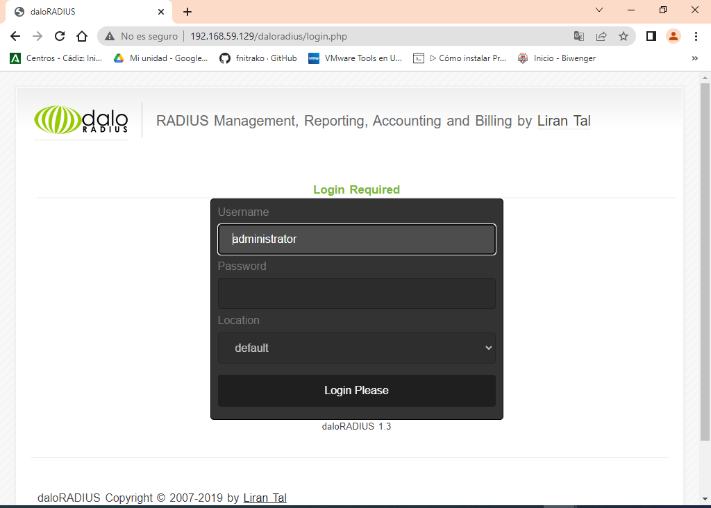 daloRADIUS
No es seguro | 192.168.59.129/daloradius/login.php
Centros - Cádiz: Ini... Mi unidad - Google... fnitrako · GitHub VMware Tools en U... ▷ Cómo instalar Pr... Inicio - Biwenger »
dalo RADIUS RADIUS Management, Reporting, Accounting and Billing by Liran Tal
Login Required
Username
administrator
Password
Location
default
Login Please
daloRADIUS 1.3
daloRADIUS Copyright © 2007-2019 by Liran Tal